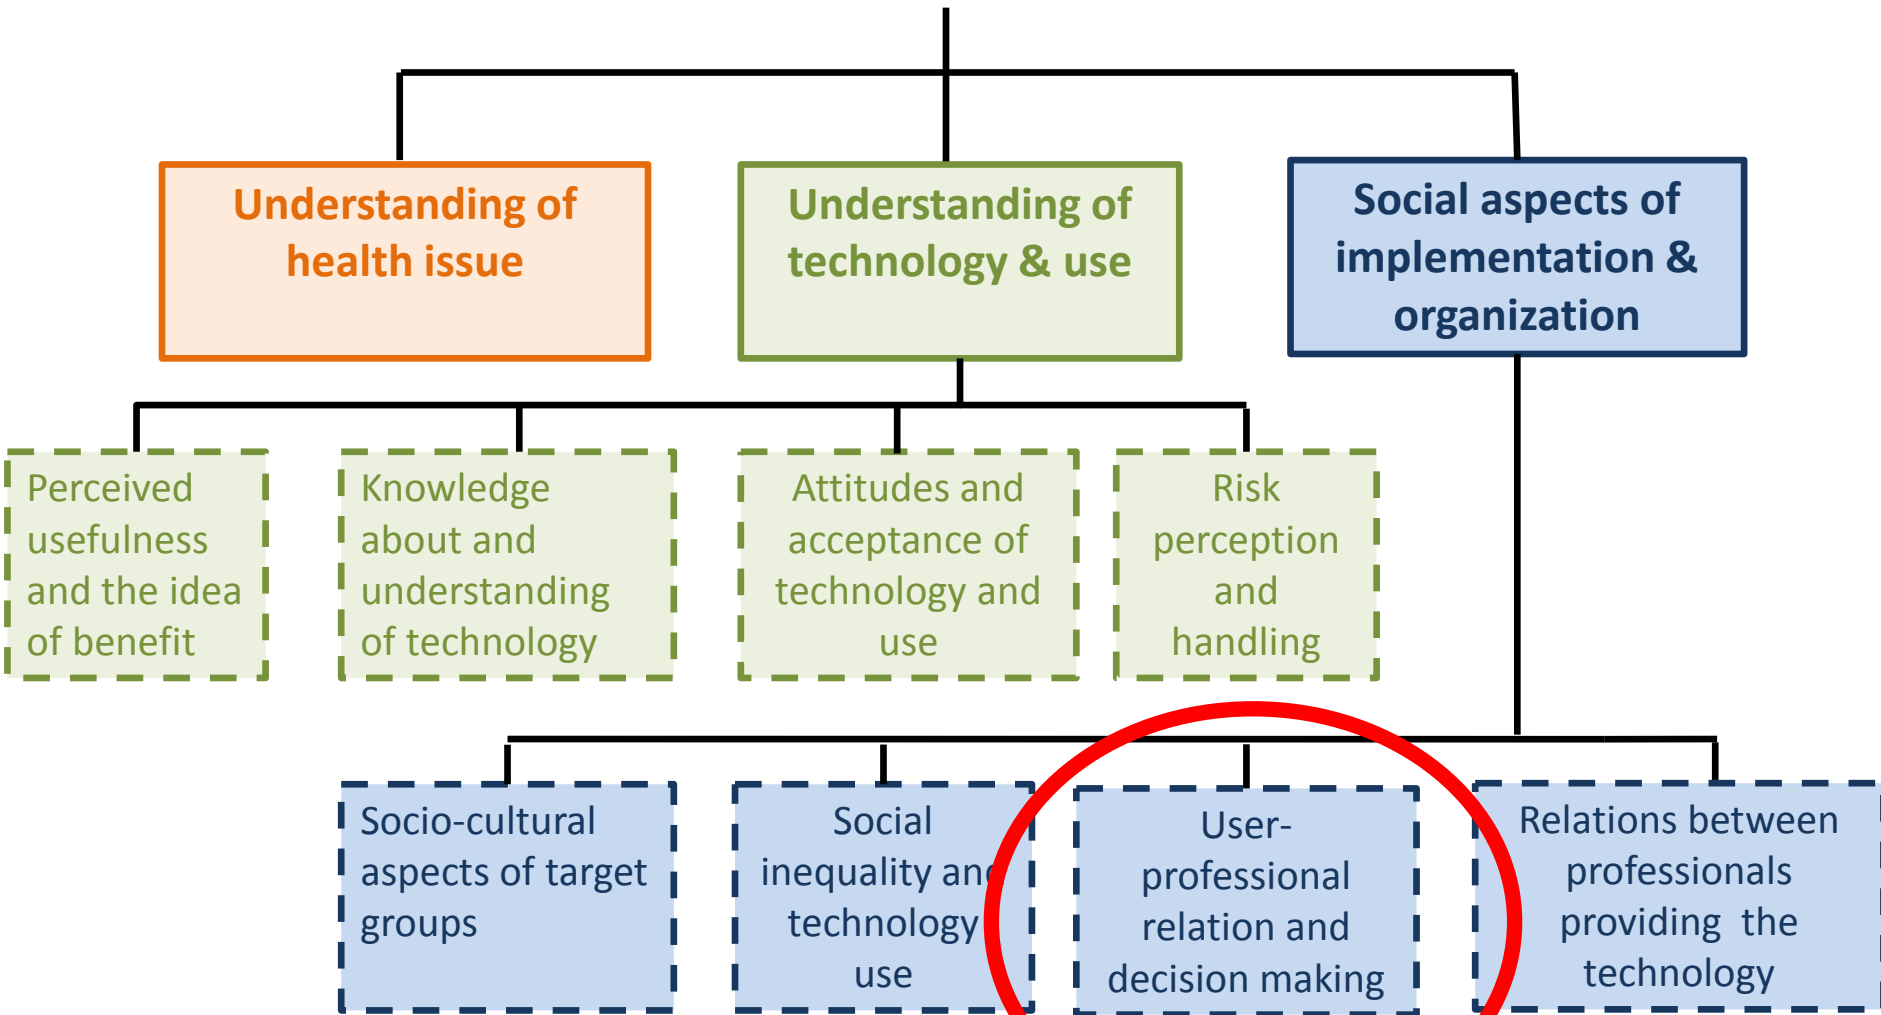 Understanding of
health issue
Understanding of
technology & use
Social aspects of
implementation &
organization
Perceived
usefulness
and the idea
of benefit
Knowledge
about and
understanding
of technology
Attitudes and
acceptance of
technology and
use
Risk
perception
and
handling
Socio-cultural
aspects of target
groups
Social
inequality and
technology
use
User-
professional
relation and
decision making
Relations between
professionals
providing the
technology